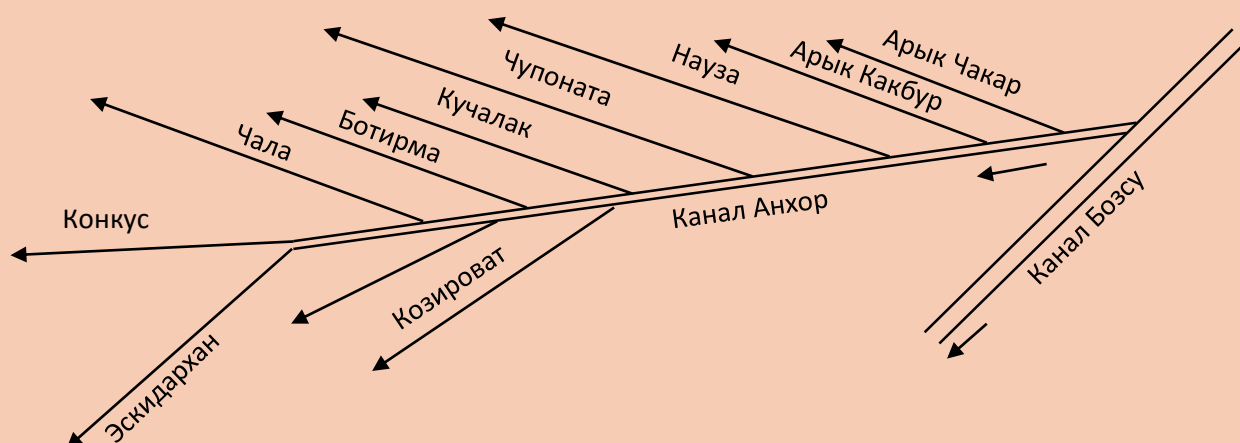 Арык Чакар
Арык Какбур
Науза
Чупоната
Кучалак
Ботирма
Чала
Конкус
Канал Анхор
Канал Бозсу
Козироват
Эскидархан